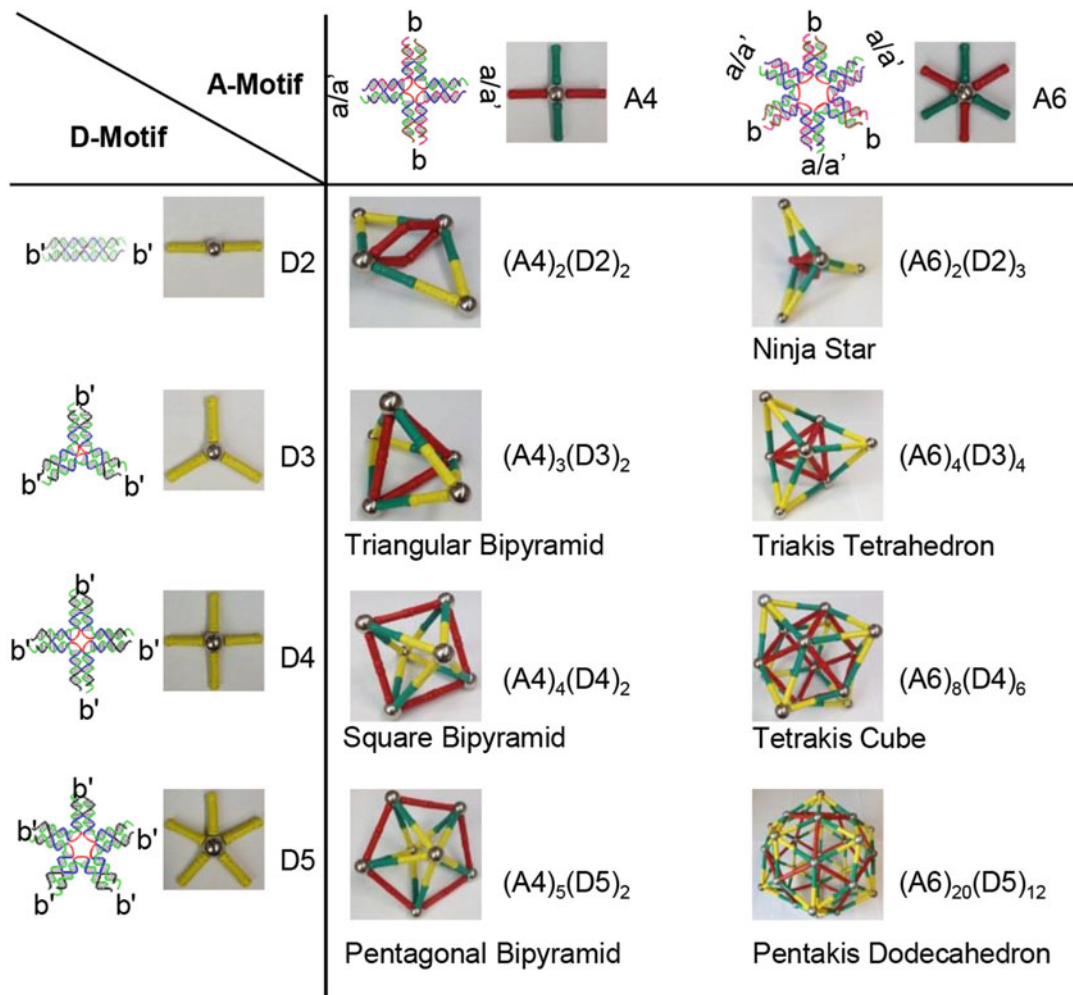 A-Motif
D-Motif
b
a/a’
a/a’
b
A4
b
a/a’
a/a’
b
b
a/a’
A6
b'
b'
D2
(A4)₂(D2)₂
(A6)₂(D2)₃
Ninja Star
b'
b'
b'
D3
(A4)₃(D3)₂
(A6)₄(D3)₄
Triangular Bipyramid
Triakis Tetrahedron
b'
b'
b'
b'
D4
(A4)₄(D4)₂
(A6)₈(D4)₆
Square Bipyramid
Tetrakis Cube
b'
b'
b'
b'
b'
D5
(A4)₅(D5)₂
(A6)₂₀(D5)₁₂
Pentagonal Bipyramid
Pentakis Dodecahedron